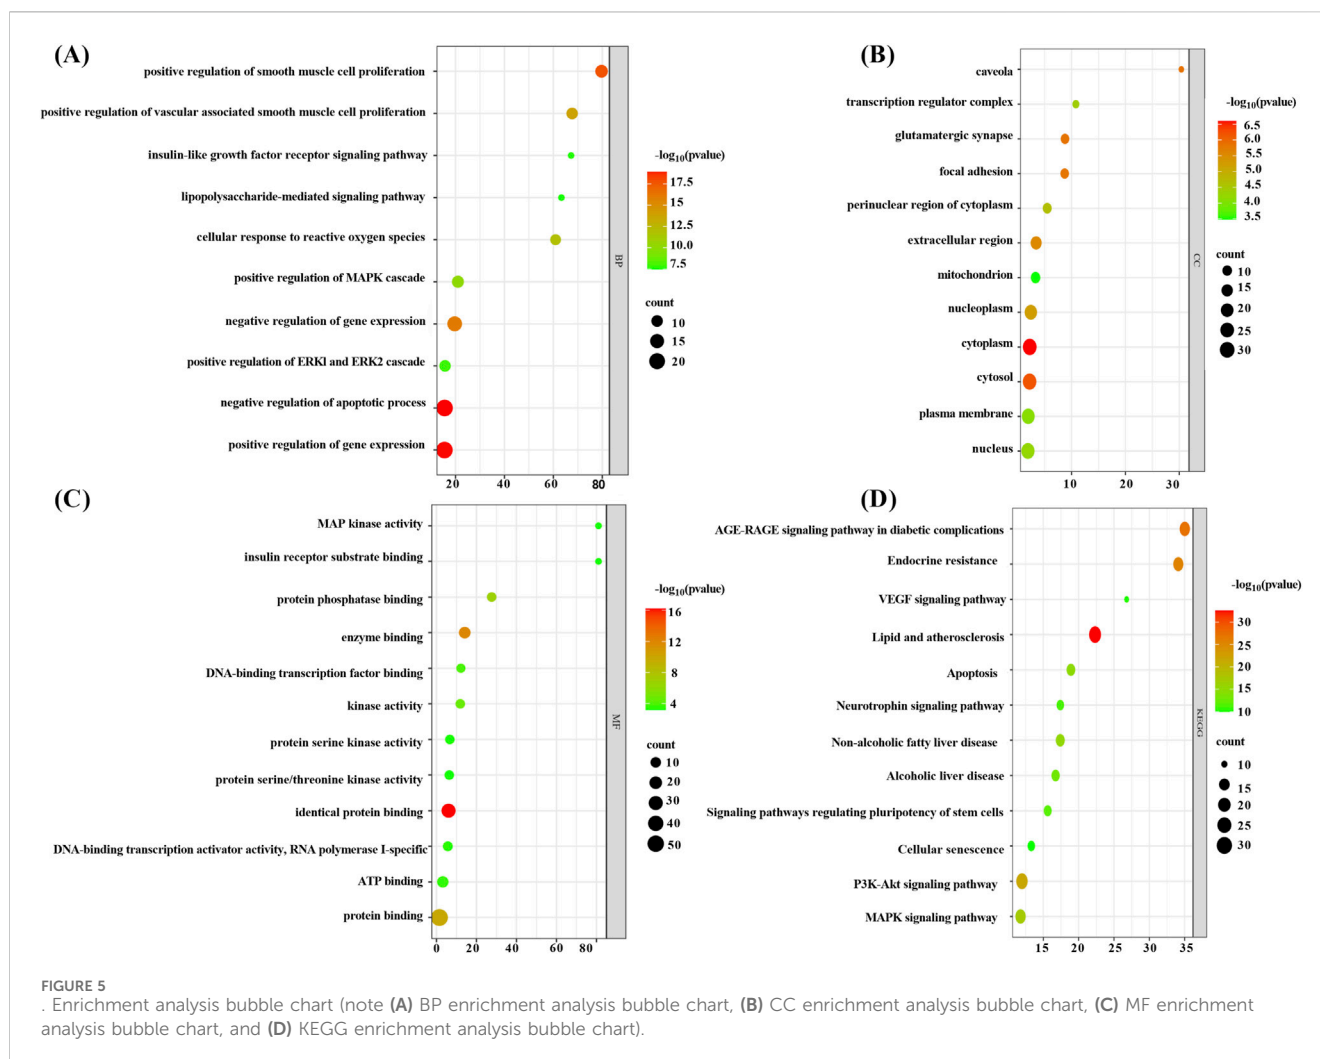 (A)
positive regulation of smooth muscle cell proliferation
positive regulation of vascular associated smooth muscle cell proliferation
insulin-like growth factor receptor signaling pathway
lipopolysaccharide-mediated signaling pathway
cellular response to reactive oxygen species
positive regulation of MAPK cascade
negative regulation of gene expression
positive regulation of ERKl and ERK2 cascade
negative regulation of apoptotic process
positive regulation of gene expression
20 40 60 80
BP
-log10(pvalue)
17.5
15.0
12.5
10.0
7.5
count
10
15
20
(B)
caveola
transcription regulator complex
glutamatergic synapse
focal adhesion
perinuclear region of cytoplasm
extracellular region
mitochondrion
nucleoplasm
cytoplasm
cytosol
plasma membrane
nucleus
10 20 30
CC
-log10(pvalue)
6.5
6.0
5.5
5.0
4.5
4.0
3.5
count
10
15
20
25
30
(C)
MAP kinase activity
insulin receptor substrate binding
protein phosphatase binding
enzyme binding
DNA-binding transcription factor binding
kinase activity
protein serine kinase activity
protein serine/threonine kinase activity
identical protein binding
DNA-binding transcription activator activity, RNA polymerase I-specific
ATP binding
protein binding
0 20 40 60 80
MF
-log10(pvalue)
16
12
8
4
count
10
20
30
40
50
(D)
AGE-RAGE signaling pathway in diabetic complications
Endocrine resistance
VEGF signaling pathway
Lipid and atherosclerosis
Apoptosis
Neurotrophin signaling pathway
Non-alcoholic fatty liver disease
Alcoholic liver disease
Signaling pathways regulating pluripotency of stem cells
Cellular senescence
P3K-Akt signaling pathway
MAPK signaling pathway
15 20 25 30 35
KEGG
-log10(pvalue)
30
25
20
15
10
count
10
15
20
25
30
FIGURE 5
. Enrichment analysis bubble chart (note (A) BP enrichment analysis bubble chart, (B) CC enrichment analysis bubble chart, (C) MF enrichment
analysis bubble chart, and (D) KEGG enrichment analysis bubble chart).